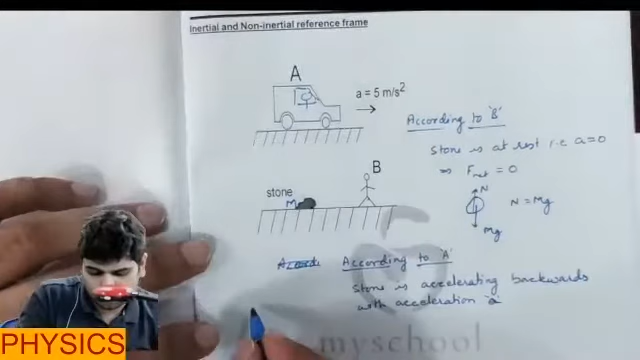 Inertial and Non-inertial reference frame
A
a = 5 m/s²
According to 'B'
Stone is at rest i.e a=0
⇒ Fnet = 0
B
stone
M
N
N = Mg
Mg
According to 'A'
Stone is accelerating backwards
with acceleration 'a'
myschool
PHYSICS